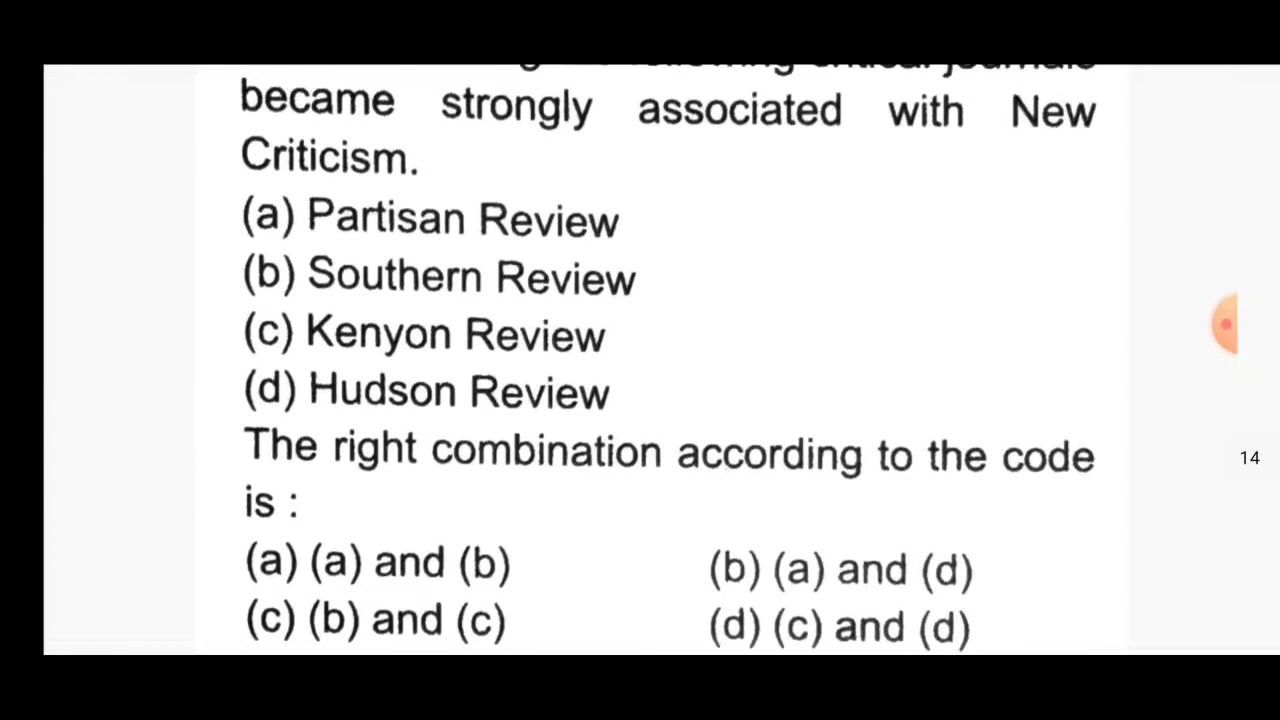 became strongly associated with New
Criticism.
(a) Partisan Review
(b) Southern Review
(c) Kenyon Review
(d) Hudson Review
The right combination according to the code
is :
(a) (a) and (b)
(b) (a) and (d)
(c) (b) and (c)
(d) (c) and (d)
14